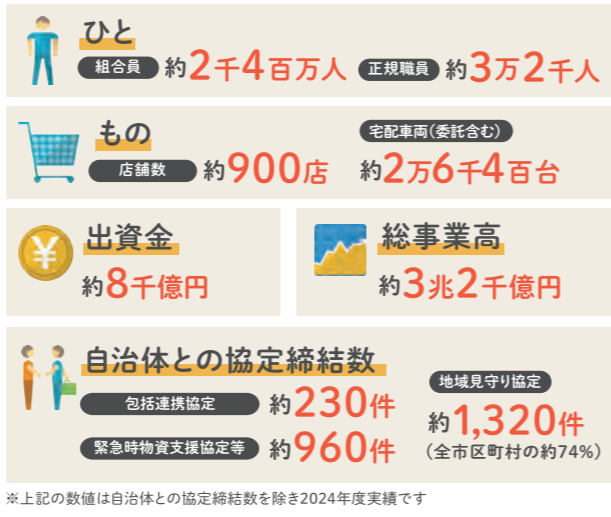 ひと
組合員 約2千4百万人 正規職員 約3万2千人
もの
店舗数 約900店
宅配車両(委託含む)
約2万6千4百台
出資金
約8千億円
総事業高
約3兆2千億円
自治体との協定締結数
包括連携協定 約230件
緊急時物資支援協定等 約960件
地域見守り協定
約1,320件
(全市区町村の約74%)
※上記の数値は自治体との協定締結数を除き2024年度実績です